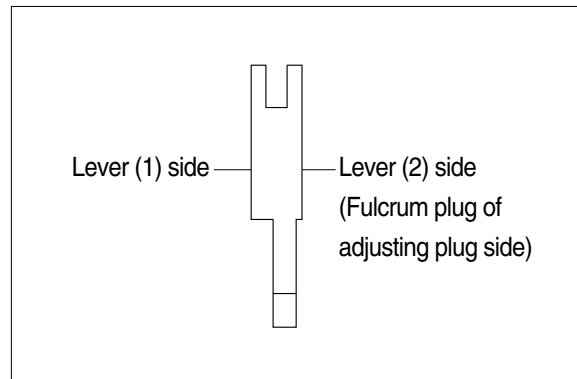 Lever (1) side
Lever (2) side
(Fulcrum plug of
adjusting plug side)